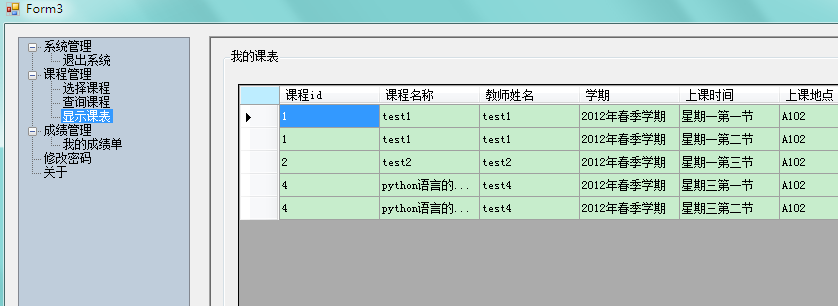 Form3
系统管理
退出系统
课程管理
选择课程
查询课程
显示课表
成绩管理
我的成绩单
修改密码
关于
我的课表
课程id 课程名称 教师姓名 学期 上课时间 上课地点
1 test1 test1 2012年春季学期 星期一第一节 A102
1 test1 test1 2012年春季学期 星期一第二节 A102
2 test2 test2 2012年春季学期 星期一第三节 A102
4 python语言的... test4 2012年春季学期 星期三第一节 A102
4 python语言的... test4 2012年春季学期 星期三第二节 A102